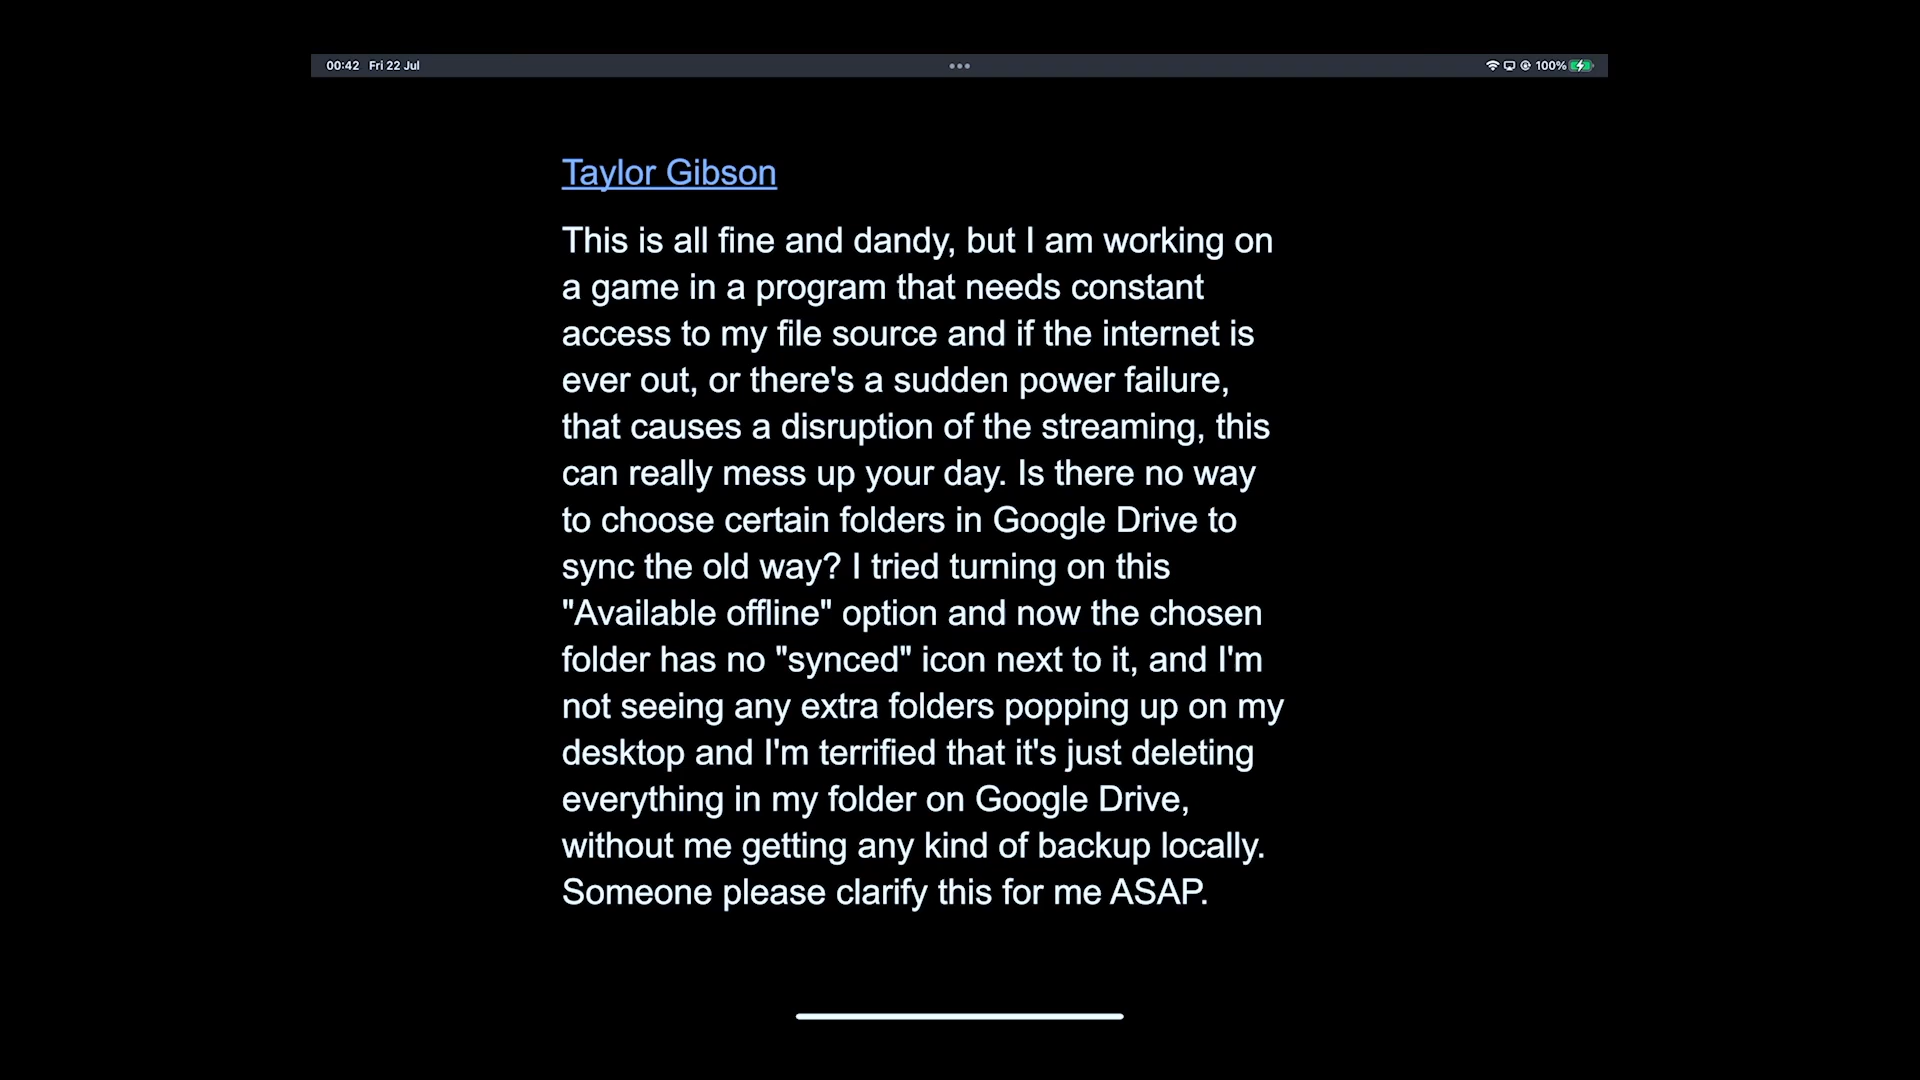 00:42 Fri 22 Jul
100%
Taylor Gibson
This is all fine and dandy, but I am working on
a game in a program that needs constant
access to my file source and if the internet is
ever out, or there's a sudden power failure,
that causes a disruption of the streaming, this
can really mess up your day. Is there no way
to choose certain folders in Google Drive to
sync the old way? I tried turning on this
"Available offline" option and now the chosen
folder has no "synced" icon next to it, and I'm
not seeing any extra folders popping up on my
desktop and I'm terrified that it's just deleting
everything in my folder on Google Drive,
without me getting any kind of backup locally.
Someone please clarify this for me ASAP.